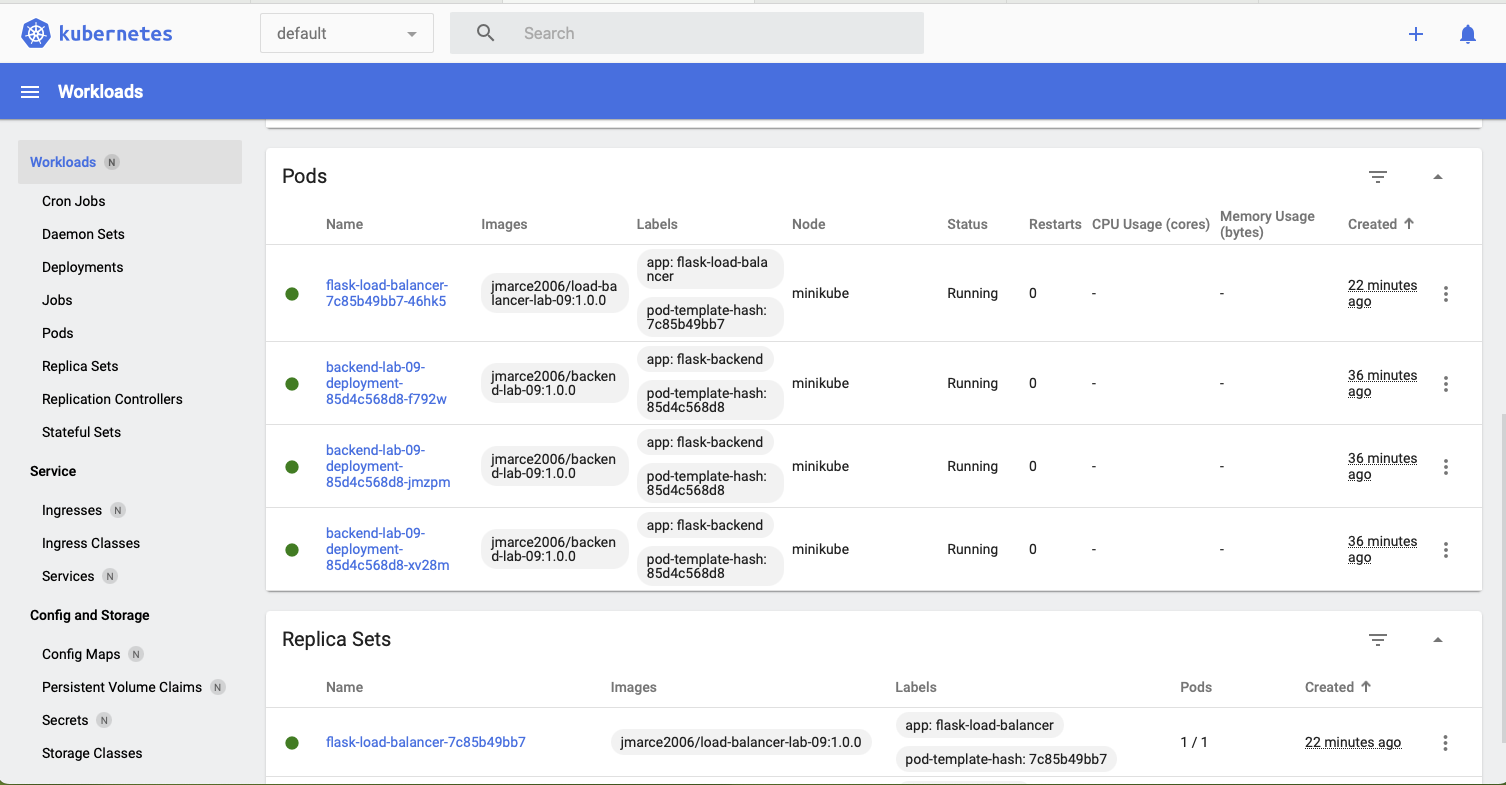 kubernetes
default
Search
Workloads
Workloads N
Cron Jobs
Daemon Sets
Deployments
Jobs
Pods
Replica Sets
Replication Controllers
Stateful Sets
Service
Ingresses N
Ingress Classes
Services N
Config and Storage
Config Maps N
Persistent Volume Claims N
Secrets N
Storage Classes
Pods
Name Images Labels Node Status Restarts CPU Usage (cores) Memory Usage
(bytes) Created
flask-load-balancer-
7c85b49bb7-46hk5
jmarce2006/load-ba
lancer-lab-09:1.0.0
app: flask-load-bala
ncer
pod-template-hash:
7c85b49bb7
minikube Running 0 - -
22 minutes
ago
backend-lab-09-
deployment-
85d4c568d8-f792w
jmarce2006/backen
d-lab-09:1.0.0
app: flask-backend
pod-template-hash:
85d4c568d8
minikube Running 0 - -
36 minutes
ago
backend-lab-09-
deployment-
85d4c568d8-jmzpm
jmarce2006/backen
d-lab-09:1.0.0
app: flask-backend
pod-template-hash:
85d4c568d8
minikube Running 0 - -
36 minutes
ago
backend-lab-09-
deployment-
85d4c568d8-xv28m
jmarce2006/backen
d-lab-09:1.0.0
app: flask-backend
pod-template-hash:
85d4c568d8
minikube Running 0 - -
36 minutes
ago
Replica Sets
Name Images Labels Pods Created
flask-load-balancer-7c85b49bb7
jmarce2006/load-balancer-lab-09:1.0.0
app: flask-load-balancer
pod-template-hash: 7c85b49bb7
1 / 1
22 minutes ago